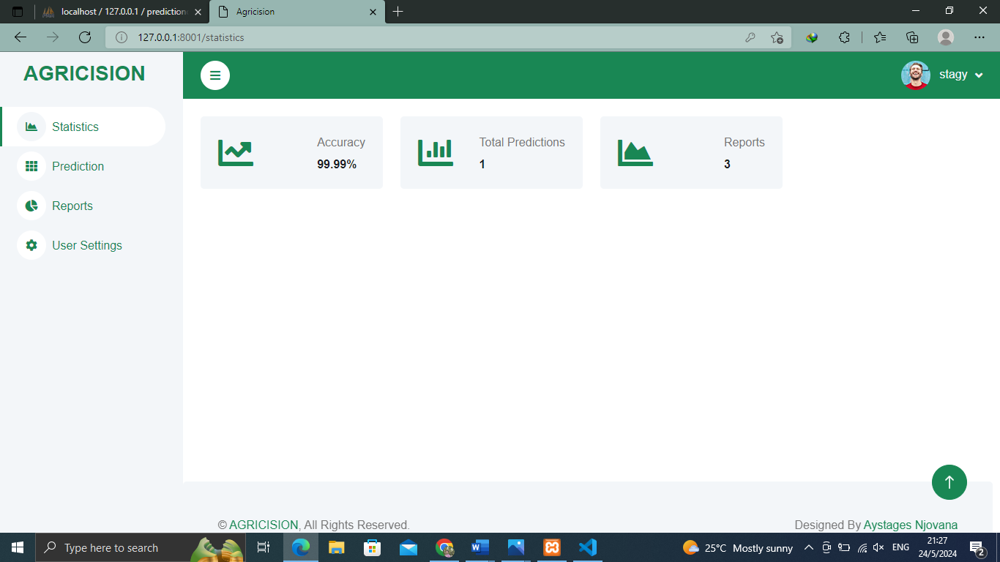 localhost / 127.0.0.1 / prediction
Agricision
127.0.0.1:8001/statistics
AGRICISION
stagy
Statistics
Prediction
Reports
User Settings
Accuracy
99.99%
Total Predictions
1
Reports
3
© AGRICISION, All Rights Reserved.
Designed By Aystages Njovana
Type here to search
25°C Mostly sunny
ENG
21:27
24/5/2024
2